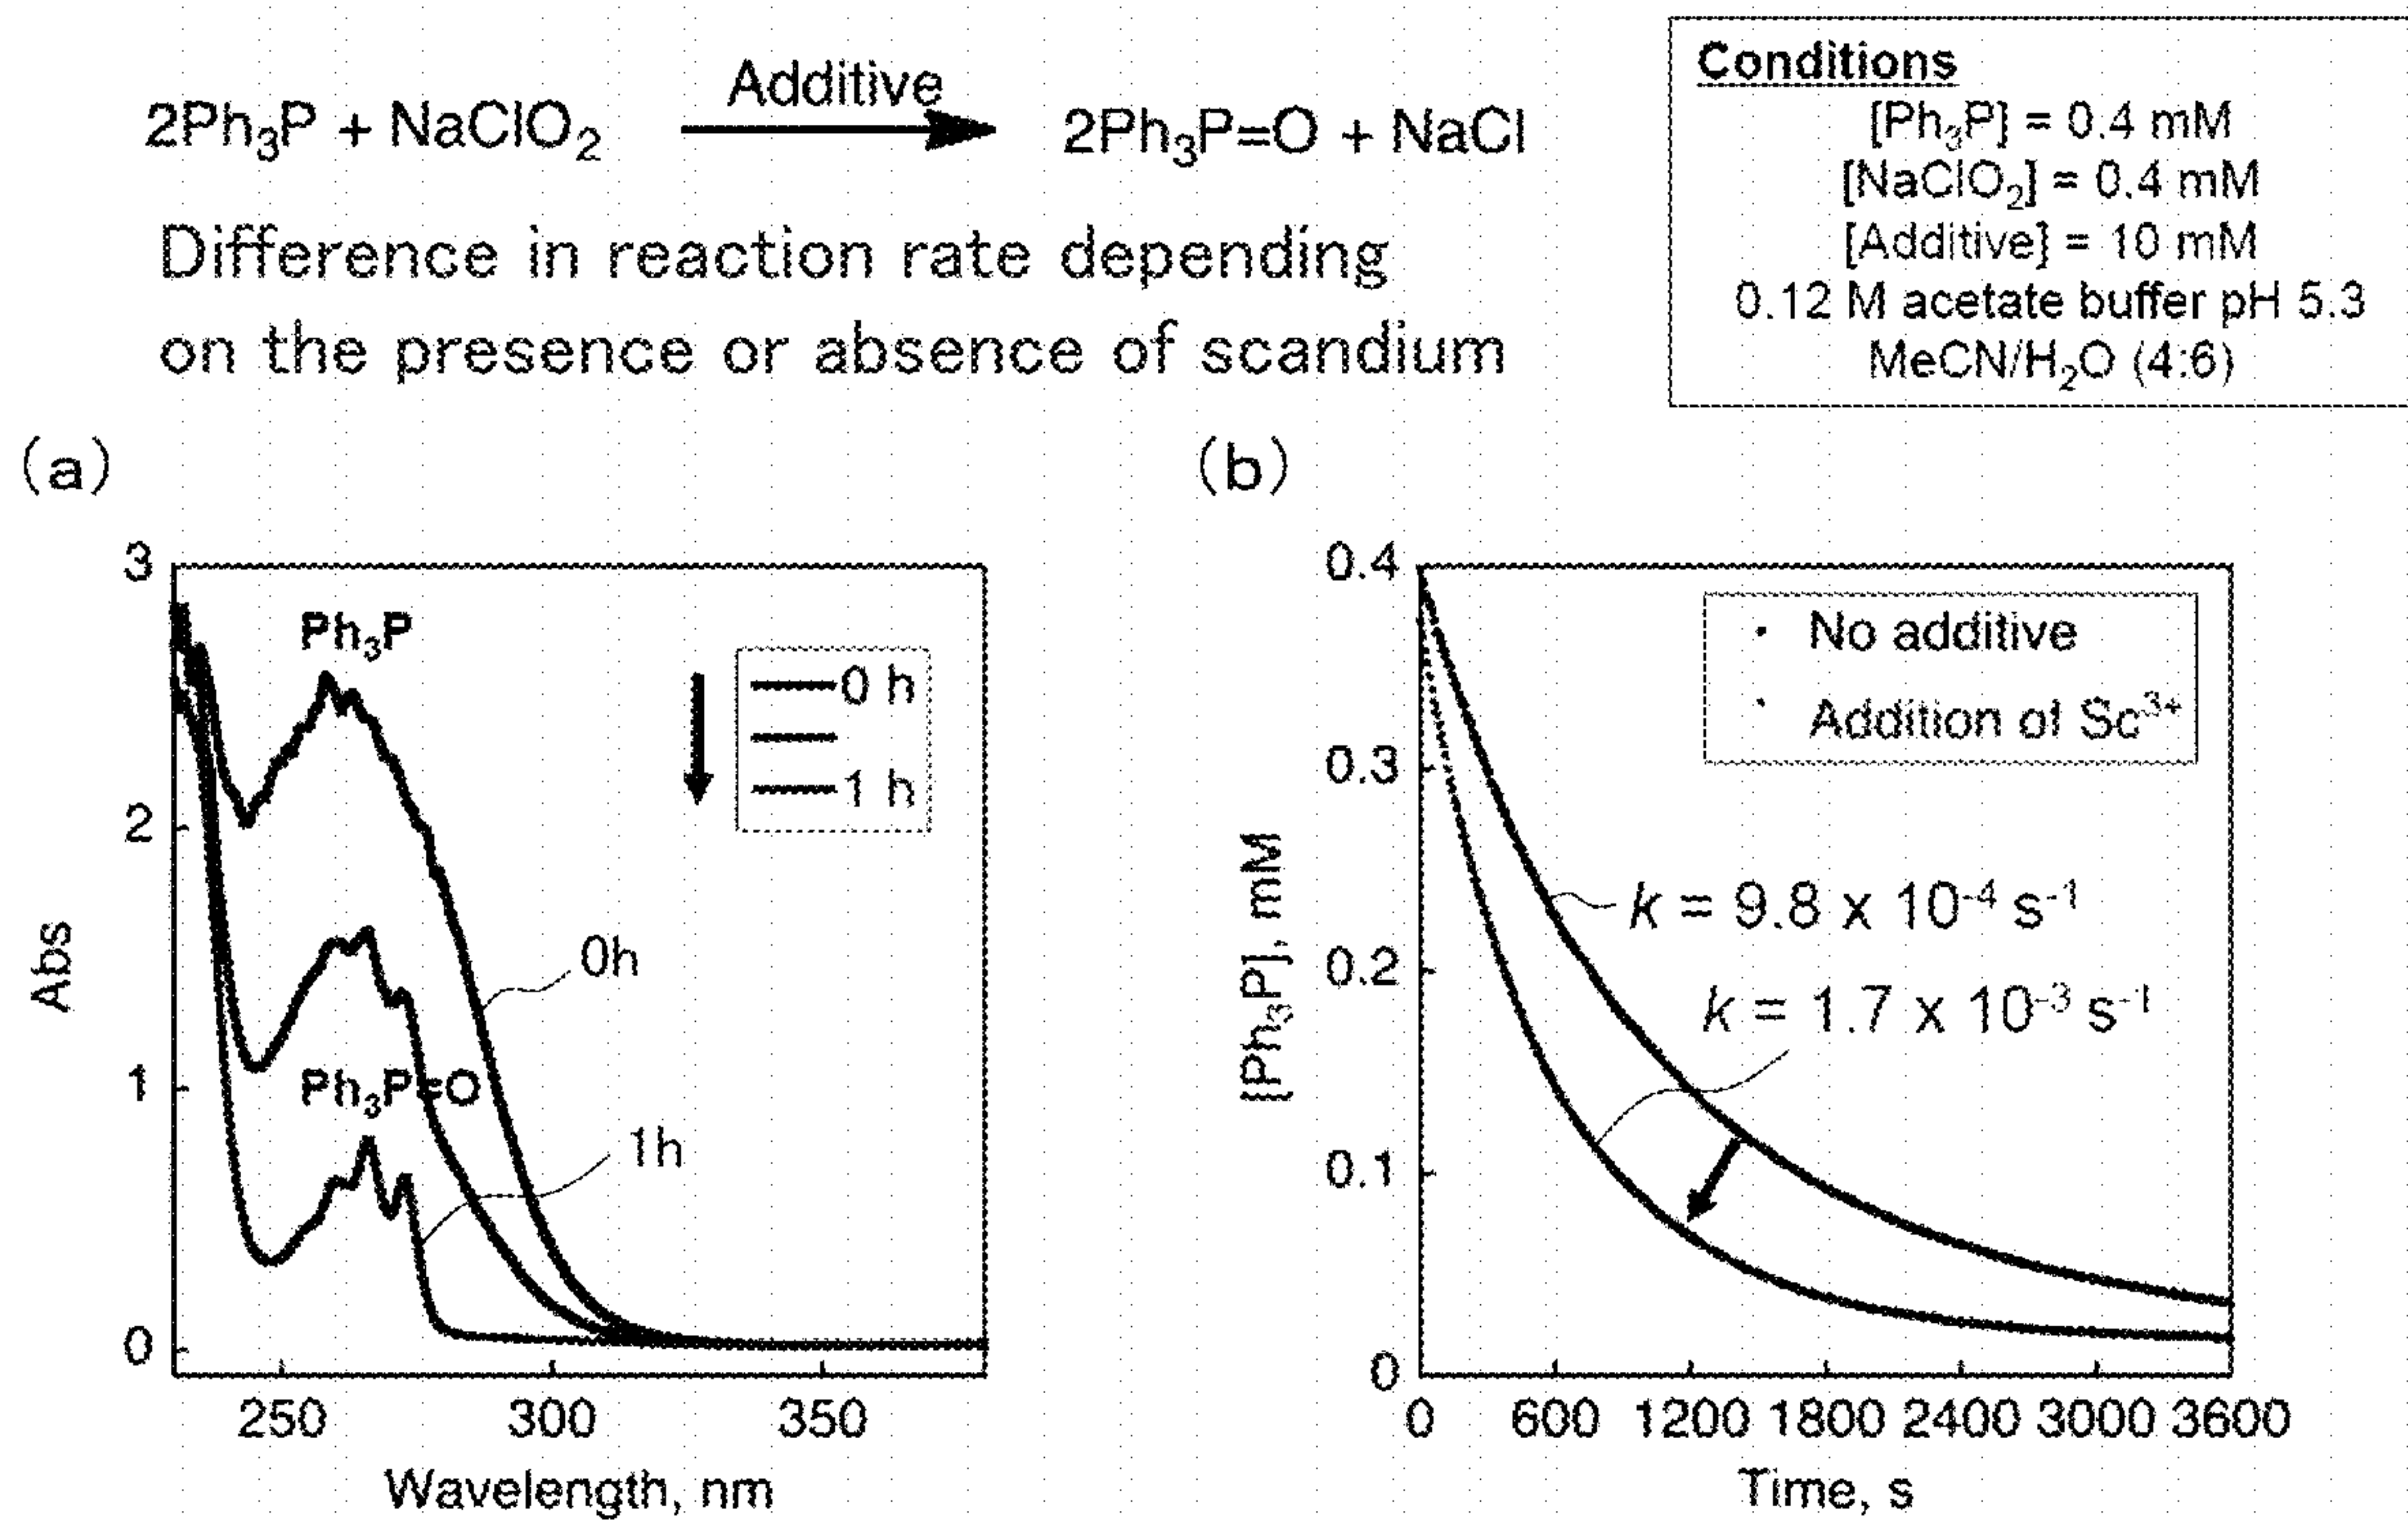 2Ph₃P + NaClO₂
Additive
2Ph₃P=O + NaCl
Difference in reaction rate depending
on the presence or absence of scandium
Conditions
[Ph₃P] = 0.4 mM
[NaClO₂] = 0.4 mM
[Additive] = 10 mM
0.12 M acetate buffer pH 5.3
MeCN/H₂O (4:6)
(a)
3
2
1
0
Abs
Ph₃P
0 h
1 h
0h
Ph₃P=O
1h
250 300 350
Wavelength, nm
(b)
0.4
0.3
0.2
0.1
0
[Ph₃P], mM
No additive
Addition of Sc³⁺
k = 9.8 x 10⁻⁴ s⁻¹
k = 1.7 x 10⁻³ s⁻¹
0 600 1200 1800 2400 3000 3600
Time, s